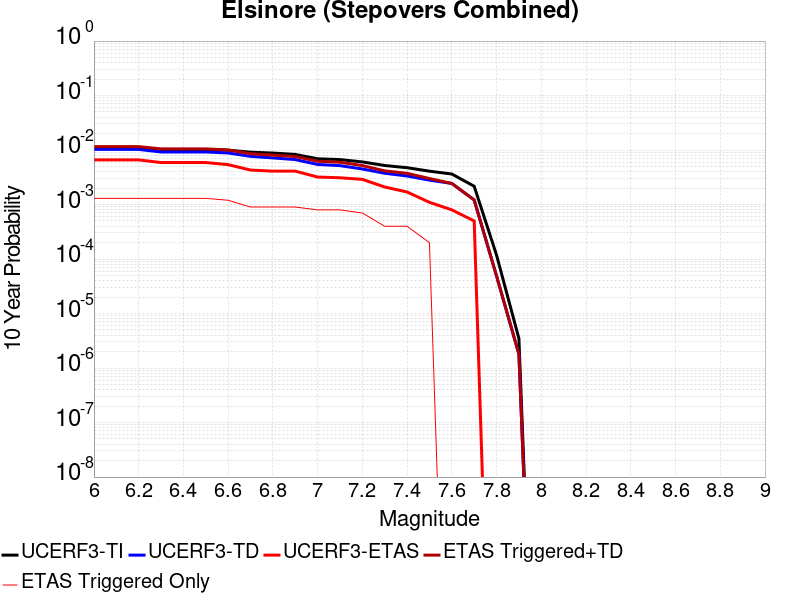 Elsinore (Stepovers Combined)
10 0
10 -1
10 -2
10 -3
10 -4
10 -5
10 -6
10 -7
10 -8
10 Year Probability
6 6.2 6.4 6.6 6.8 7 7.2 7.4 7.6 7.8 8 8.2 8.4 8.6 8.8 9
Magnitude
UCERF3-TI UCERF3-TD UCERF3-ETAS ETAS Triggered+TD
ETAS Triggered Only